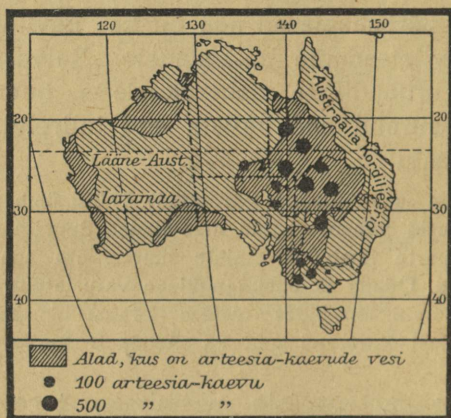 120 130 140 150
20 20
Austraalia Kordiljeerid
Lääne-Aust.
lavamaa
30 30
40 40
Alad, kus on arteesia-kaevude vesi
100 arteesia-kaevu
500 " "